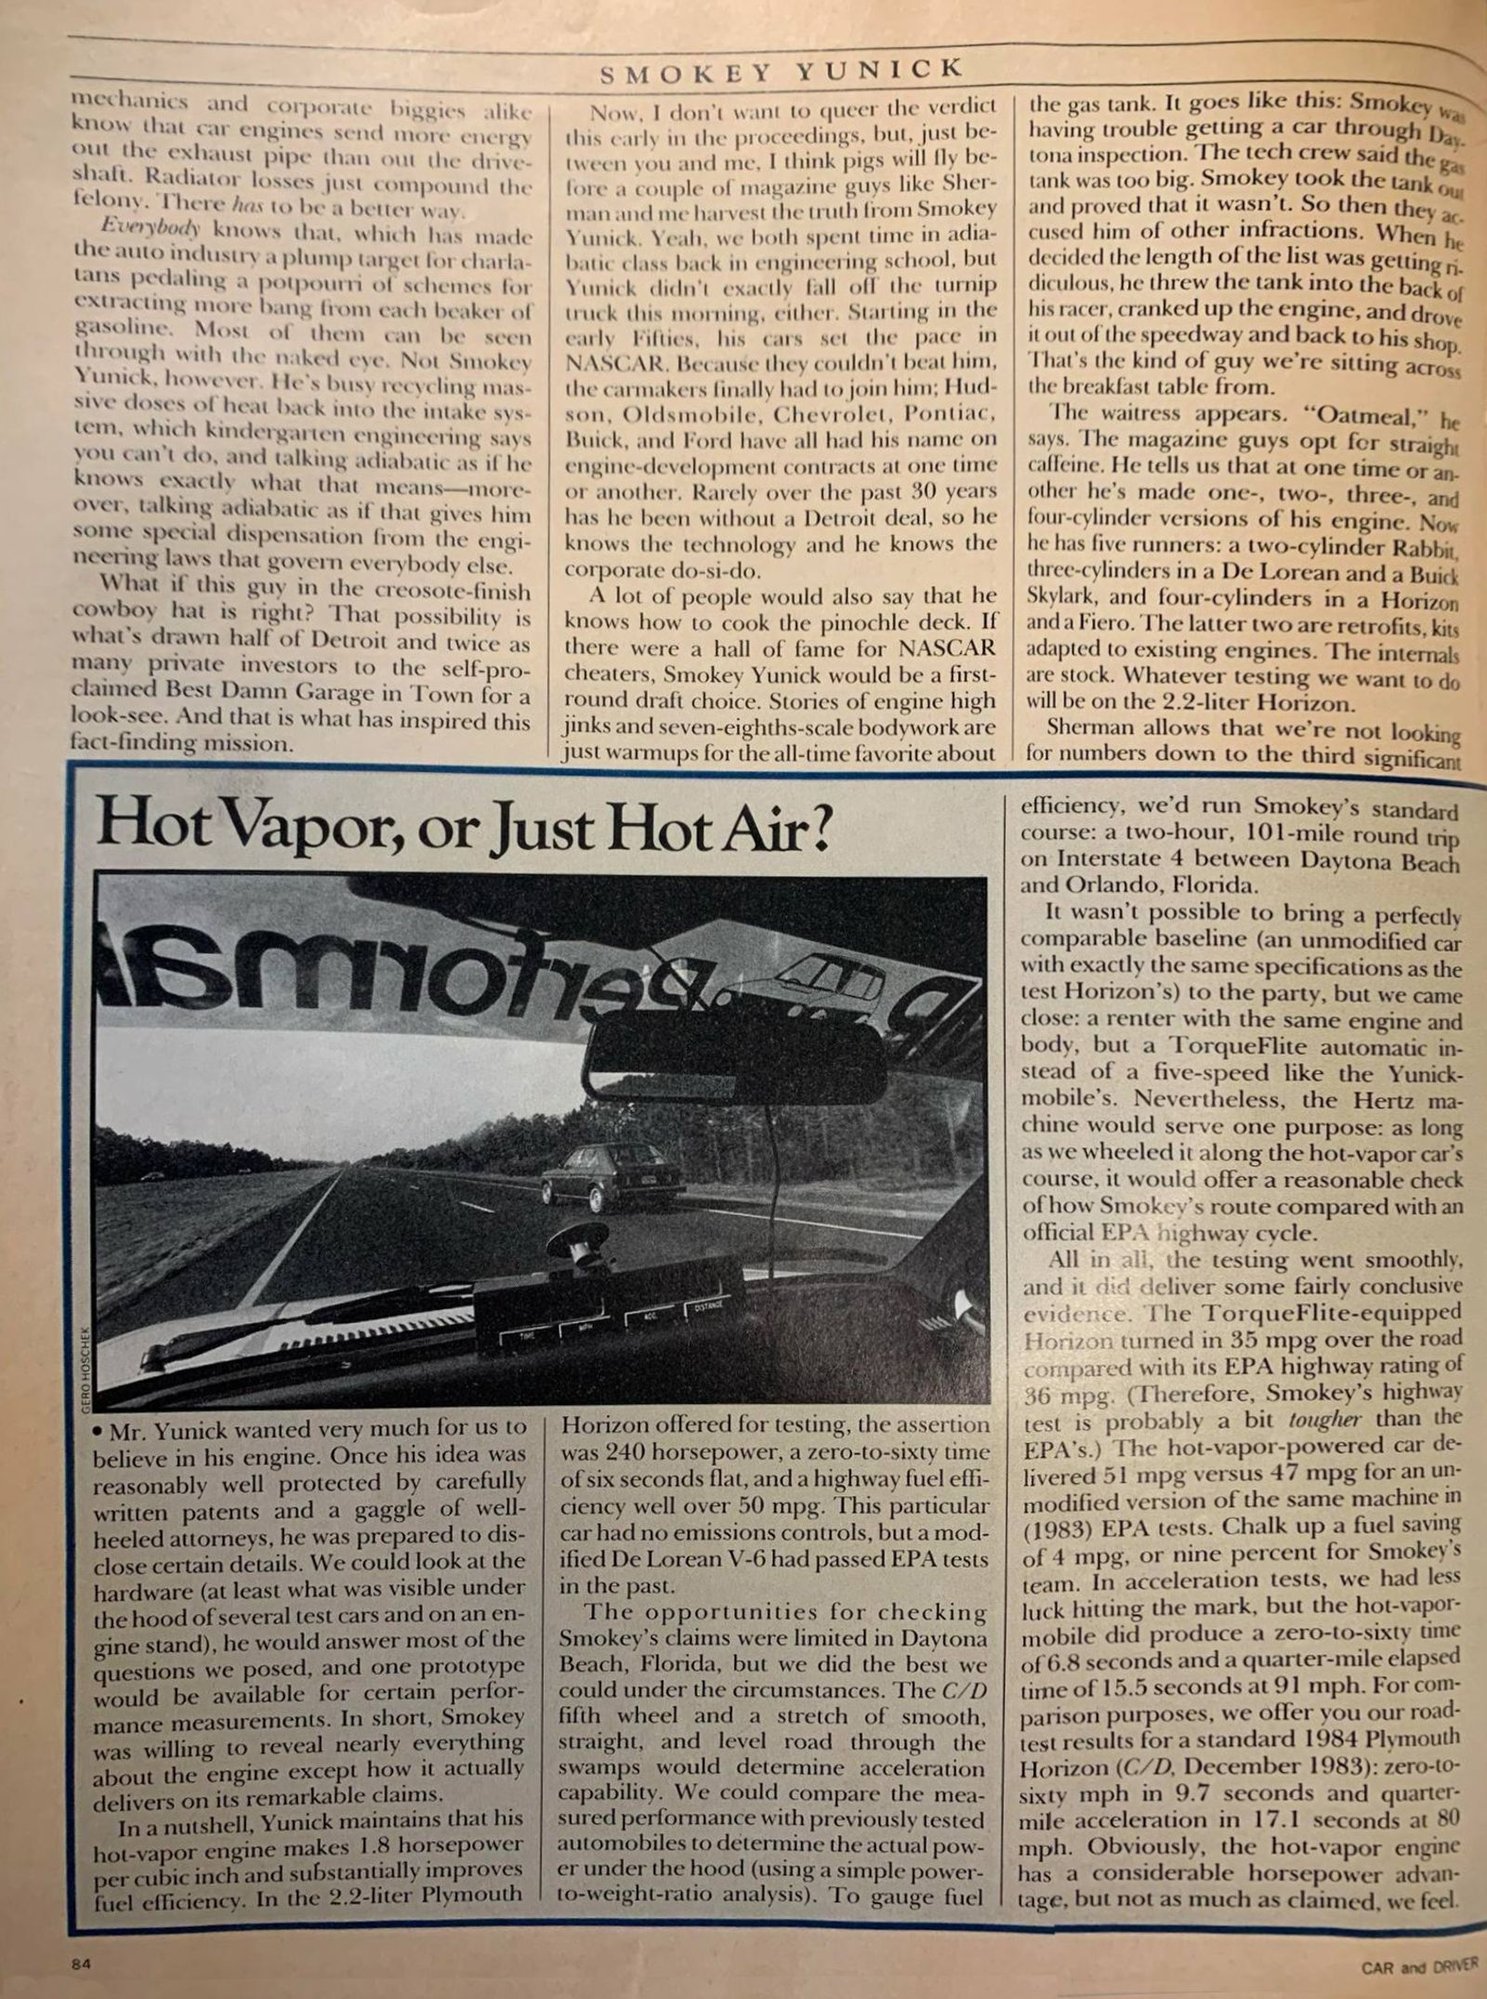 SMOKEY YUNICK
mechanics and corporate biggies alike
know that car engines send more energy
out the exhaust pipe than out the drive-
shaft. Radiator losses just compound the
felony. There has to be a better way.
Everybody knows that, which has made
the auto industry a plump target for charla-
tans pedaling a potpourri of schemes for
extracting more bang from each beaker of
gasoline. Most of them can be seen
through with the naked eye. Not Smokey
Yunick, however. He's busy recycling mas-
sive doses of heat back into the intake sys-
tem, which kindergarten engineering says
you can't do, and talking adiabatic as if he
knows exactly what that means—more-
over, talking adiabatic as if that gives him
some special dispensation from the engi-
neering laws that govern everybody else.
What if this guy in the creosote-finish
cowboy hat is right? That possibility is
what's drawn half of Detroit and twice as
many private investors to the self-pro-
claimed Best Damn Garage in Town for a
look-see. And that is what has inspired this
fact-finding mission.
Now, I don't want to queer the verdict
this early in the proceedings, but, just be-
tween you and me, I think pigs will fly be-
fore a couple of magazine guys like Sher-
man and me harvest the truth from Smokey
Yunick. Yeah, we both spent time in adia-
batic class back in engineering school, but
Yunick didn't exactly fall off the turnip
truck this morning, either. Starting in the
early Fifties, his cars set the pace in
NASCAR. Because they couldn't beat him,
the carmakers finally had to join him; Hud-
son, Oldsmobile, Chevrolet, Pontiac,
Buick, and Ford have all had his name on
engine-development contracts at one time
or another. Rarely over the past 30 years
has he been without a Detroit deal, so he
knows the technology and he knows the
corporate do-si-do.
A lot of people would also say that he
knows how to cook the pinochle deck. If
there were a hall of fame for NASCAR
cheaters, Smokey Yunick would be a first-
round draft choice. Stories of engine high
jinks and seven-eighths-scale bodywork are
just warmups for the all-time favorite about
the gas tank. It goes like this: Smokey was
having trouble getting a car through Day-
tona inspection. The tech crew said the gas
tank was too big. Smokey took the tank out
and proved that it wasn't. So then they ac-
cused him of other infractions. When he
decided the length of the list was getting ri-
diculous, he threw the tank into the back of
his racer, cranked up the engine, and drove
it out of the speedway and back to his shop.
That's the kind of guy we're sitting across
the breakfast table from.
The waitress appears. "Oatmeal," he
says. The magazine guys opt for straight
caffeine. He tells us that at one time or an-
other he's made one-, two-, three-, and
four-cylinder versions of his engine. Now
he has five runners: a two-cylinder Rabbit,
three-cylinders in a De Lorean and a Buick
Skylark, and four-cylinders in a Horizon
and a Fiero. The latter two are retrofits, kits
adapted to existing engines. The internals
are stock. Whatever testing we want to do
will be on the 2.2-liter Horizon.
Sherman allows that we're not looking
for numbers down to the third significant
Hot Vapor, or Just Hot Air?
Performa
TIME MPH ACC. DISTANCE
GERO HOSCHEK
• Mr. Yunick wanted very much for us to
believe in his engine. Once his idea was
reasonably well protected by carefully
written patents and a gaggle of well-
heeled attorneys, he was prepared to dis-
close certain details. We could look at the
hardware (at least what was visible under
the hood of several test cars and on an en-
gine stand), he would answer most of the
questions we posed, and one prototype
would be available for certain perfor-
mance measurements. In short, Smokey
was willing to reveal nearly everything
about the engine except how it actually
delivers on its remarkable claims.
In a nutshell, Yunick maintains that his
hot-vapor engine makes 1.8 horsepower
per cubic inch and substantially improves
fuel efficiency. In the 2.2-liter Plymouth
Horizon offered for testing, the assertion
was 240 horsepower, a zero-to-sixty time
of six seconds flat, and a highway fuel effi-
ciency well over 50 mpg. This particular
car had no emissions controls, but a mod-
ified De Lorean V-6 had passed EPA tests
in the past.
The opportunities for checking
Smokey's claims were limited in Daytona
Beach, Florida, but we did the best we
could under the circumstances. The C/D
fifth wheel and a stretch of smooth,
straight, and level road through the
swamps would determine acceleration
capability. We could compare the mea-
sured performance with previously tested
automobiles to determine the actual pow-
er under the hood (using a simple power-
to-weight-ratio analysis). To gauge fuel
efficiency, we'd run Smokey's standard
course: a two-hour, 101-mile round trip
on Interstate 4 between Daytona Beach
and Orlando, Florida.
It wasn't possible to bring a perfectly
comparable baseline (an unmodified car
with exactly the same specifications as the
test Horizon's) to the party, but we came
close: a renter with the same engine and
body, but a TorqueFlite automatic in-
stead of a five-speed like the Yunick-
mobile's. Nevertheless, the Hertz ma-
chine would serve one purpose: as long
as we wheeled it along the hot-vapor car's
course, it would offer a reasonable check
of how Smokey's route compared with an
official EPA highway cycle.
All in all, the testing went smoothly,
and it did deliver some fairly conclusive
evidence. The TorqueFlite-equipped
Horizon turned in 35 mpg over the road
compared with its EPA highway rating of
36 mpg. (Therefore, Smokey's highway
test is probably a bit tougher than the
EPA's.) The hot-vapor-powered car de-
livered 51 mpg versus 47 mpg for an un-
modified version of the same machine in
(1983) EPA tests. Chalk up a fuel saving
of 4 mpg, or nine percent for Smokey's
team. In acceleration tests, we had less
luck hitting the mark, but the hot-vapor-
mobile did produce a zero-to-sixty time
of 6.8 seconds and a quarter-mile elapsed
time of 15.5 seconds at 91 mph. For com-
parison purposes, we offer you our road-
test results for a standard 1984 Plymouth
Horizon (C/D, December 1983): zero-to-
sixty mph in 9.7 seconds and quarter-
mile acceleration in 17.1 seconds at 80
mph. Obviously, the hot-vapor engine
has a considerable horsepower advan-
tage, but not as much as claimed, we feel.
84
CAR and DRIVER